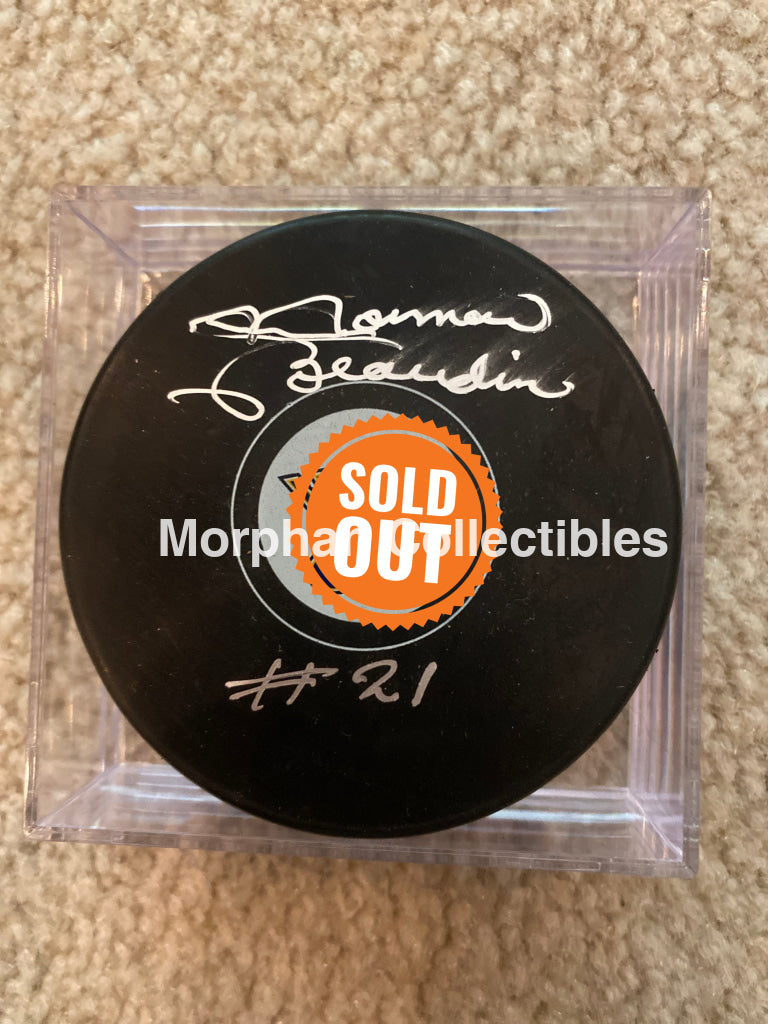 Norman
Beaudin
SOLD
OUT
Morphan Collectibles
# 21